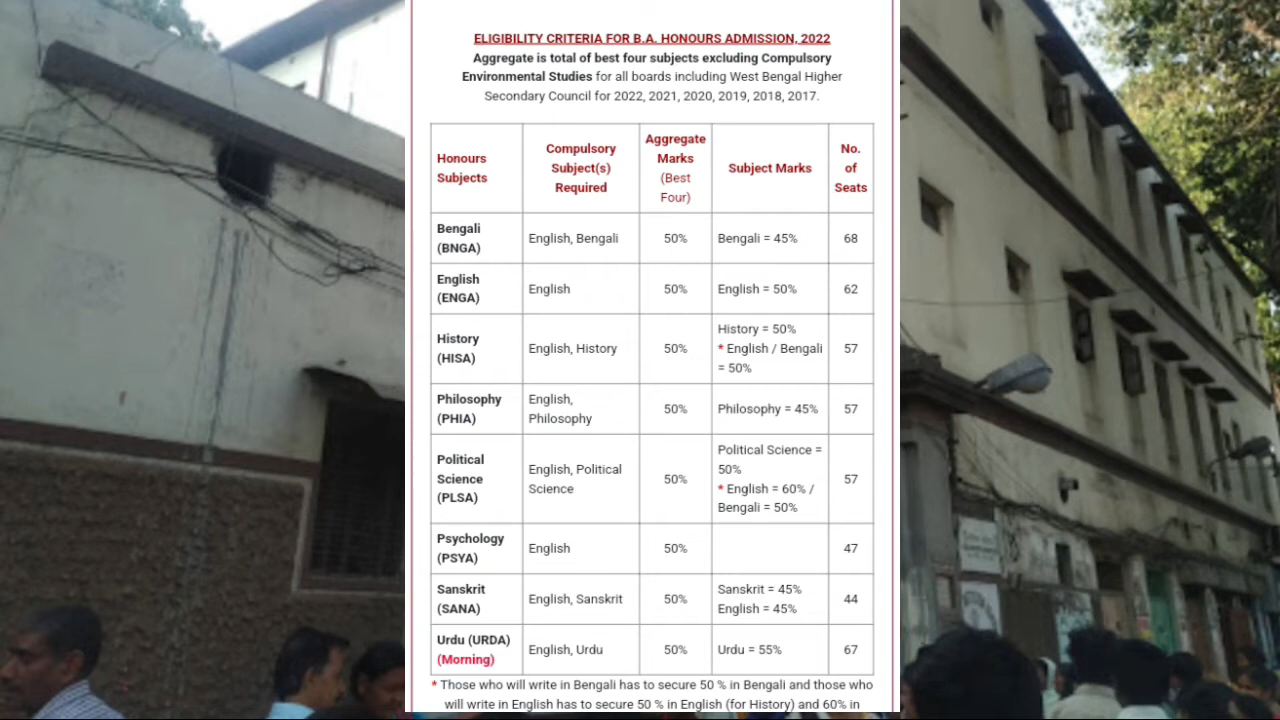 ELIGIBILITY CRITERIA FOR B.A. HONOURS ADMISSION, 2022
Aggregate is total of best four subjects excluding Compulsory
Environmental Studies for all boards including West Bengal Higher
Secondary Council for 2022, 2021, 2020, 2019, 2018, 2017.
Honours Subjects | Compulsory Subject(s) Required | Aggregate Marks (Best Four) | Subject Marks | No. of Seats
Bengali (BNGA) | English, Bengali | 50% | Bengali = 45% | 68
English (ENGA) | English | 50% | English = 50% | 62
History (HISA) | English, History | 50% | History = 50% * English / Bengali = 50% | 57
Philosophy (PHIA) | English, Philosophy | 50% | Philosophy = 45% | 57
Political Science (PLSA) | English, Political Science | 50% | Political Science = 50% * English = 60% / Bengali = 50% | 57
Psychology (PSYA) | English | 50% | | 47
Sanskrit (SANA) | English, Sanskrit | 50% | Sanskrit = 45% English = 45% | 44
Urdu (URDA) (Morning) | English, Urdu | 50% | Urdu = 55% | 67
* Those who will write in Bengali has to secure 50 % in Bengali and those who
will write in English has to secure 50 % in English (for History) and 60% in